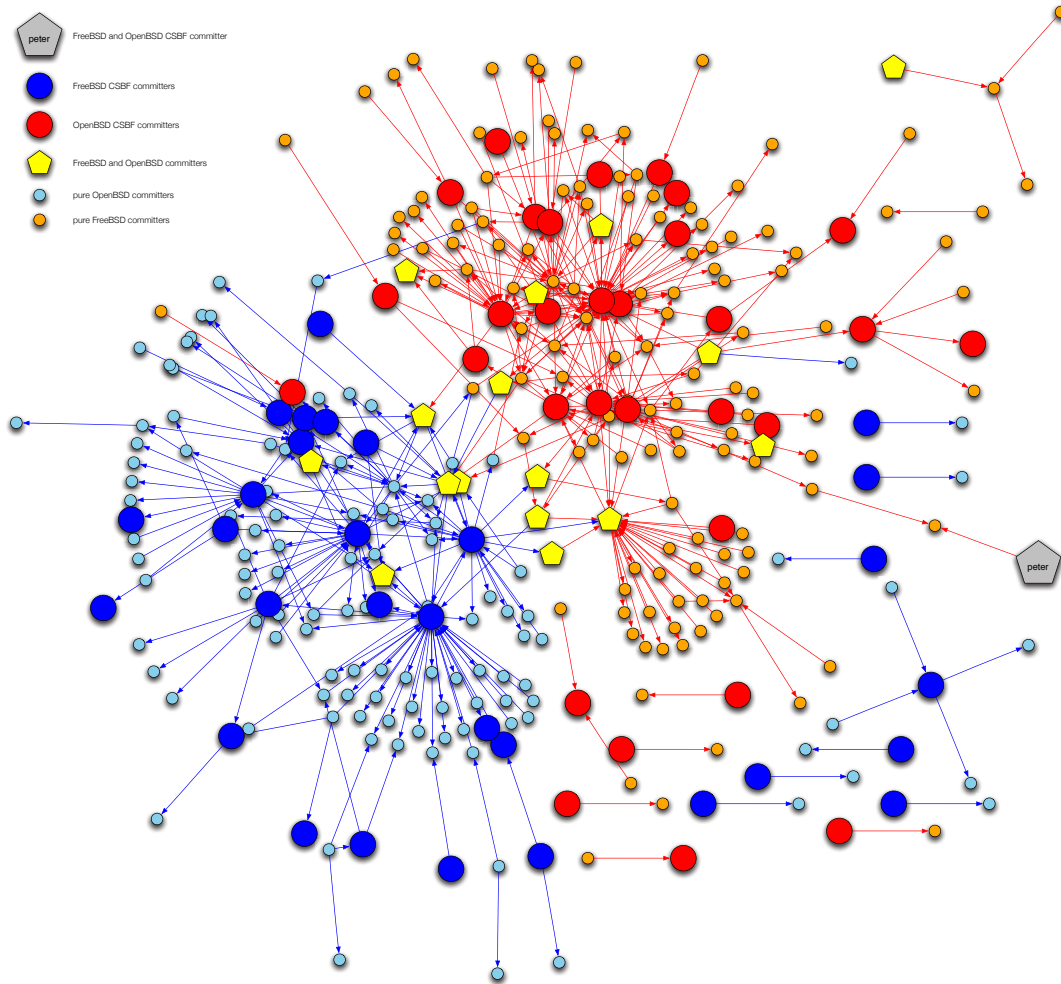 peter
FreeBSD and OpenBSD CSBF committer
FreeBSD CSBF committers
OpenBSD CSBF committers
FreeBSD and OpenBSD committers
pure OpenBSD committers
pure FreeBSD committers
peter